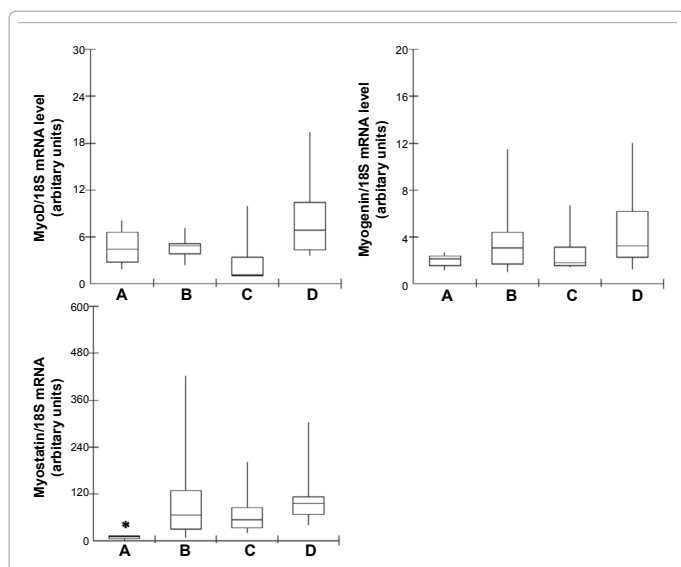 MyoD/18S mRNA level
(arbitary units)
30
24
18
12
6
0
A B C D
Myogenin/18S mRNA level
(arbitary units)
20
16
12
8
4
0
A B C D
Myostatin/18S mRNA
(arbitary units)
600
480
360
240
120
0
*
A B C D